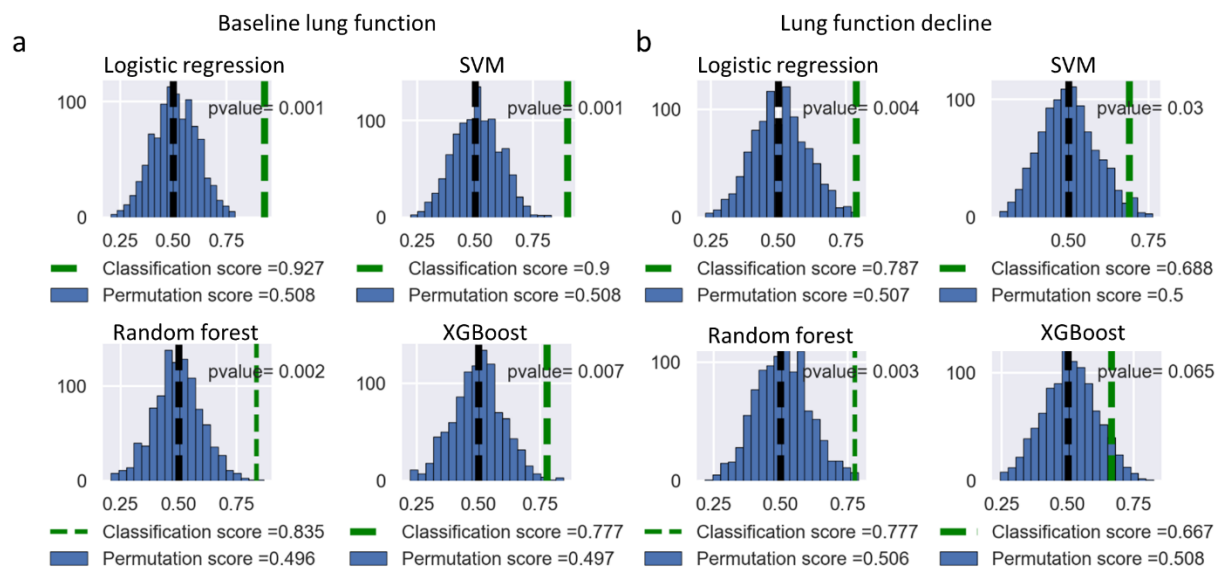 Baseline lung function
Lung function decline
a
b
Logistic regression
SVM
Logistic regression
SVM
pvalue= 0.001
pvalue= 0.001
pvalue= 0.004
pvalue= 0.03
100
0
100
0
100
0
100
0
0.25 0.50 0.75
0.25 0.50 0.75
0.25 0.50 0.75
0.50 0.75
Classification score =0.927
Permutation score =0.508
Classification score =0.9
Permutation score =0.508
Classification score =0.787
Permutation score =0.507
Classification score =0.688
Permutation score =0.5
Random forest
XGBoost
Random forest
XGBoost
pvalue= 0.002
pvalue= 0.007
pvalue= 0.003
pvalue= 0.065
100
0
100
0
100
0
100
0
0.25 0.50 0.75
0.25 0.50 0.75
0.25 0.50 0.75
0.25 0.50 0.75
Classification score =0.835
Permutation score =0.496
Classification score =0.777
Permutation score =0.497
Classification score =0.777
Permutation score =0.506
Classification score =0.667
Permutation score =0.508